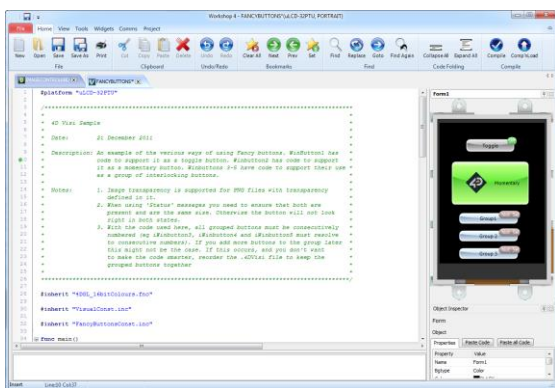 Workshop 4 - FANCYBUTTONS*(uLCD-32PTU, PORTRAIT)
File Home View Tools Widgets Comms Project
New Open Save Save As Print Cut Copy Paste Delete Undo Redo Clear All Next Prev Set Find Replace Goto Find Again Collapse All Expand All Compile CompLoad
File Clipboard Undo/Redo Bookmarks Find Code Folding Compile
FANCYBUTTONS*
#platform "uLCD-32PTU"
* 4D Visi Sample
* Date: 21 December 2011
* Description: An example of the various ways of using Fancy buttons. WinButton1 has
* code to support it as a toggle button. Winbutton2 has code to support
* it as a momentary button. Winbuttons 3-5 have code to support their use
* as a group of interlocking buttons.
* Notes: 1. Image transparency is supported for PNG files with transparency
* defined in it.
* 2. When using 'Status' messages you need to ensure that both are
* present and are the same size. Otherwise the button will not look
* right in both states.
* 3. With the code used here, all grouped buttons must be consecutively
* numbered (eg iWinbutton3, iWinbutton4 and iWinbutton5 must resolve
* to consecutive numbers). If you add more buttons to the group later
* this might not be the case. If this occurs, and you don't want
* to make the code smarter, reorder the .4DVisi file to keep the
* grouped buttons together
#inherit "4DGL_16bitColours.fnc"
#inherit "VisualConst.inc"
#inherit "FancyButtonsConst.inc"
func main()
Form1
Toggle
Momentary
Group1
Group 2
Group 3
Object Inspector
Form
Object
Properties Paste Code Paste all Code
Property Value
Name Form1
Bgtype Color
Insert Line:10 Col:37